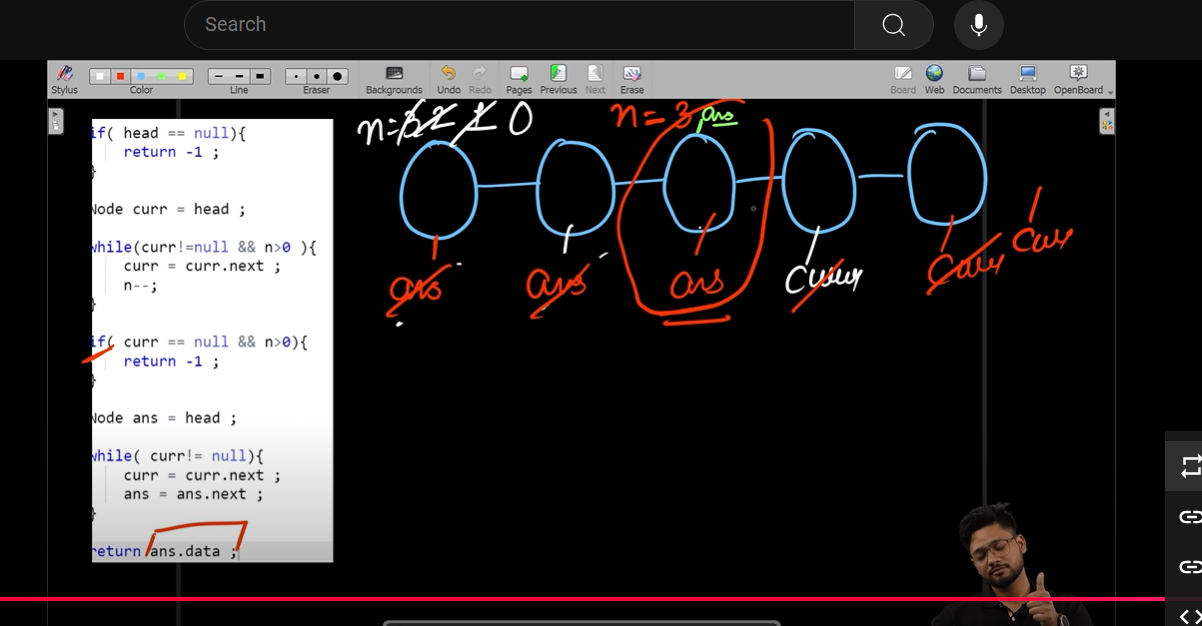 Search
Stylus Color Line Eraser Backgrounds Undo Redo Pages Previous Next Erase Board Web Documents Desktop OpenBoard
if( head == null){
return -1 ;
}
Node curr = head ;
while(curr!=null && n>0 ){
curr = curr.next ;
n--;
}
if( curr == null && n>0){
return -1 ;
}
Node ans = head ;
while( curr!= null){
curr = curr.next ;
ans = ans.next ;
}
return ans.data ;
n=3 2 1 0
n = 3 ans
ans ans ans Curr Curr Curr